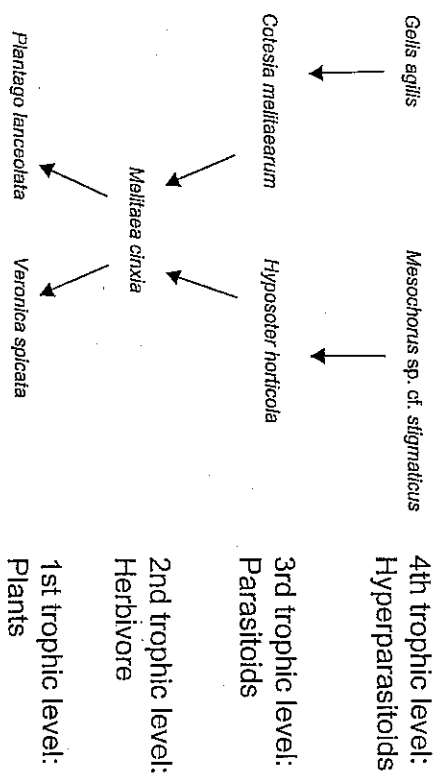 Gelis agilis
Mesochorus sp. cf. stigmaticus
4th trophic level:
Hyperparasitoids
Cotesia melitaearum
Hyposoter horticola
3rd trophic level:
Parasitoids
Melitaea cinxia
2nd trophic level:
Herbivore
Plantago lanceolata
Veronica spicata
1st trophic level:
Plants